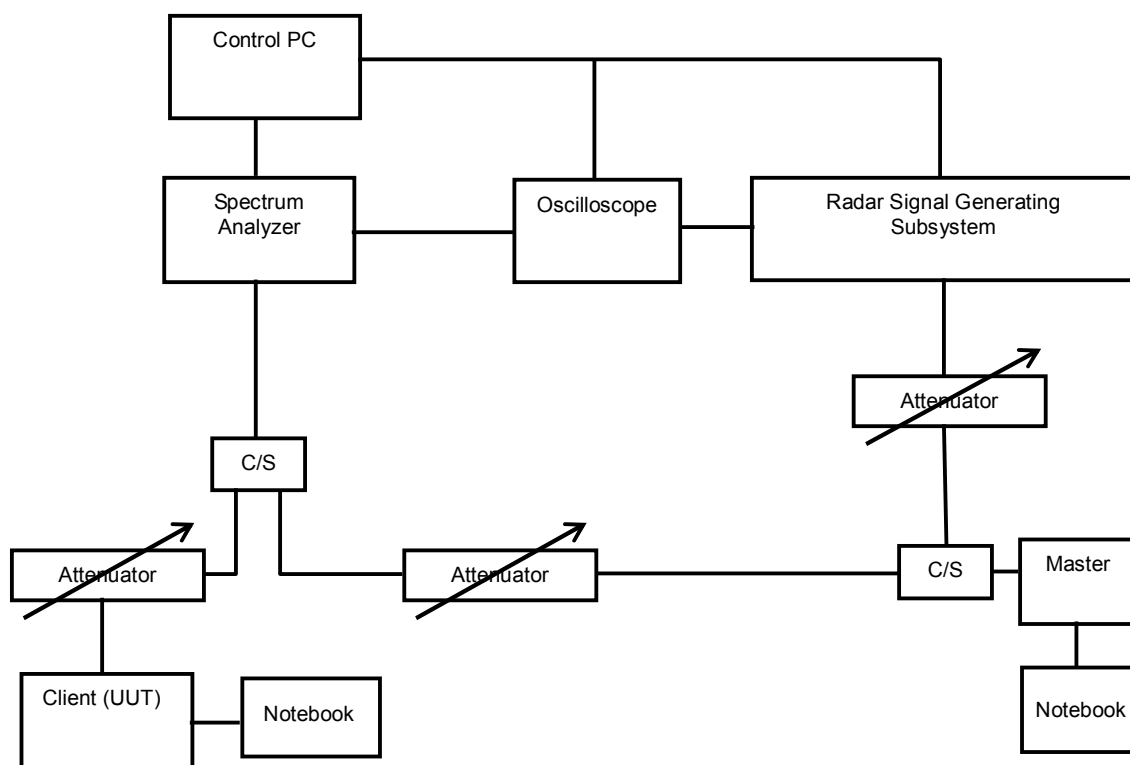 Control PC
Spectrum
Analyzer
Oscilloscope
Radar Signal Generating
Subsystem
Attenuator
C/S
Attenuator
Attenuator
C/S
Master
Client (UUT)
Notebook
Notebook